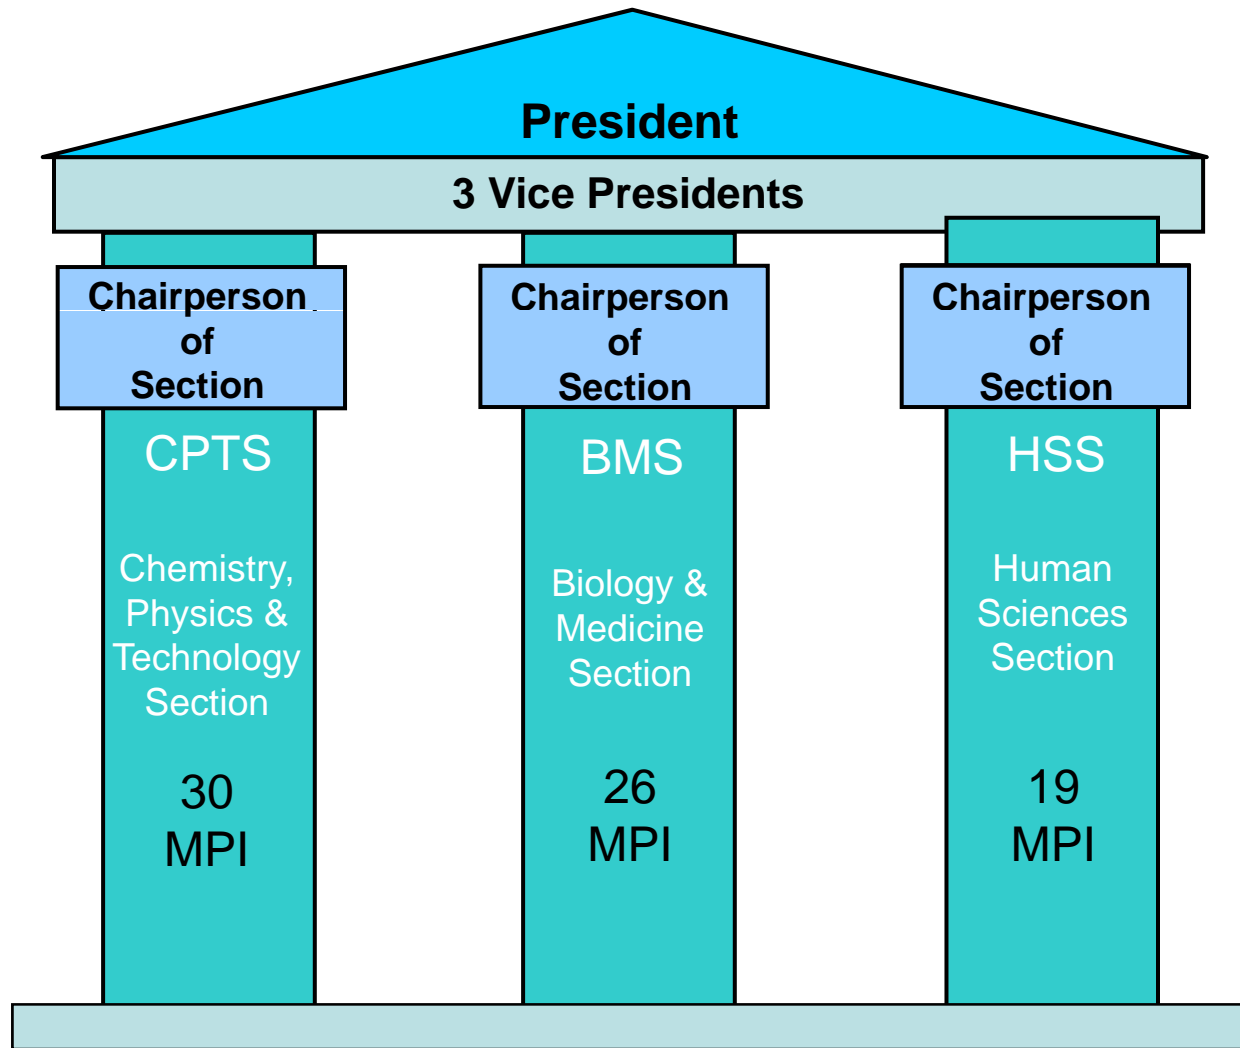 President
3 Vice Presidents
Chairperson
of
Section
CPTS
Chemistry,
Physics &
Technology
Section
30
MPI
Chairperson
of
Section
BMS
Biology &
Medicine
Section
26
MPI
Chairperson
of
Section
HSS
Human
Sciences
Section
19
MPI